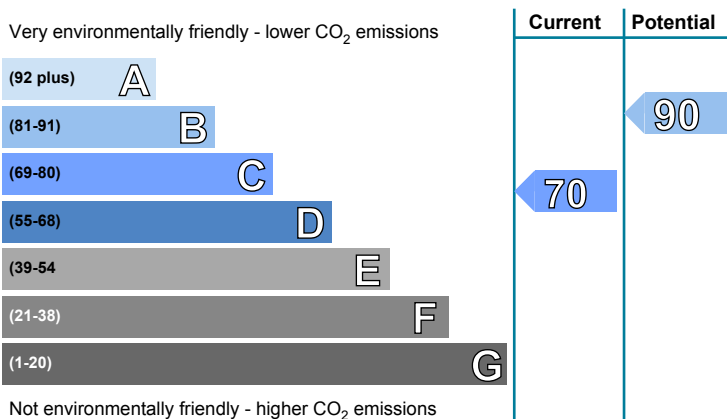 Current Potential
Very environmentally friendly - lower CO2 emissions
(92 plus) A
90
(81-91) B
(69-80) C
70
(55-68) D
(39-54 E
(21-38) F
(1-20) G
Not environmentally friendly - higher CO2 emissions